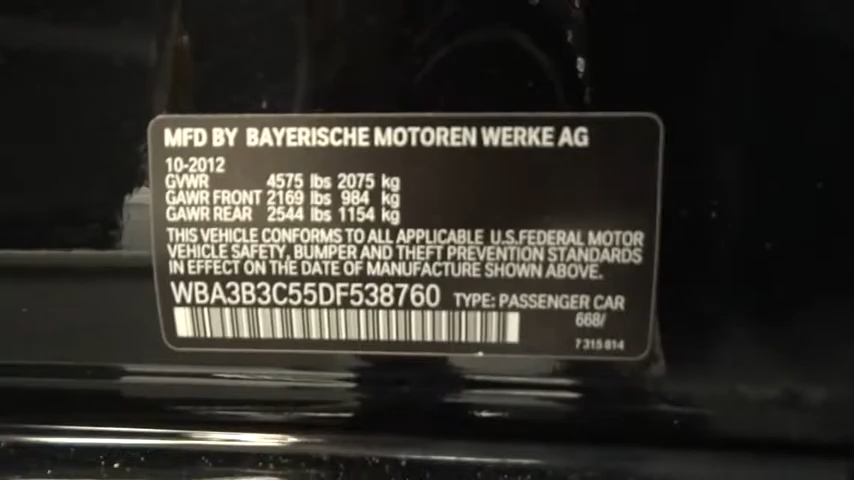 MFD BY BAYERISCHE MOTOREN WERKE AG
10-2012
GVWR 4575 lbs 2075 kg
GAWR FRONT 2169 lbs 984 kg
GAWR REAR 2544 lbs 1154 kg
THIS VEHICLE CONFORMS TO ALL APPLICABLE U.S.FEDERAL MOTOR
VEHICLE SAFETY, BUMPER AND THEFT PREVENTION STANDARDS
IN EFFECT ON THE DATE OF MANUFACTURE SHOWN ABOVE.
WBA3B3C55DF538760 TYPE: PASSENGER CAR
668/
7 315 814